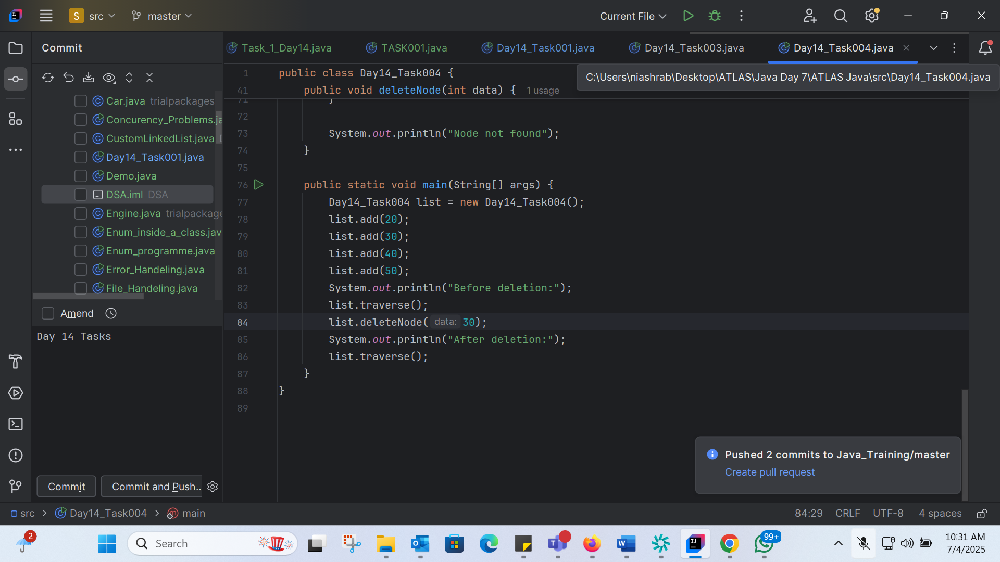 S src master Current File
Commit
Task_1_Day14.java TASK001.java Day14_Task001.java Day14_Task003.java Day14_Task004.java
C:\Users\niashrab\Desktop\ATLAS\Java Day 7\ATLAS Java\src\Day14_Task004.java
Car.java trialpackages
Concurency_Problems.ja
CustomLinkedList.java
Day14_Task001.java
Demo.java
DSA.iml DSA
Engine.java trialpackage
Enum_inside_a_class.jav
Enum_programme.java
Error_Handeling.java
File_Handeling.java
Amend
Day 14 Tasks
Commit Commit and Push..
1 public class Day14_Task004 {
41 public void deleteNode(int data) { 1 usage
71 }
72
73 System.out.println("Node not found");
74 }
75
76 public static void main(String[] args) {
77 Day14_Task004 list = new Day14_Task004();
78 list.add(20);
79 list.add(30);
80 list.add(40);
81 list.add(50);
82 System.out.println("Before deletion:");
83 list.traverse();
84 list.deleteNode( data: 30);
85 System.out.println("After deletion:");
86 list.traverse();
87 }
88 }
89
Pushed 2 commits to Java_Training/master
Create pull request
src > Day14_Task004 > main 84:29 CRLF UTF-8 4 spaces
2 Search 99+ 10:31 AM
7/4/2025